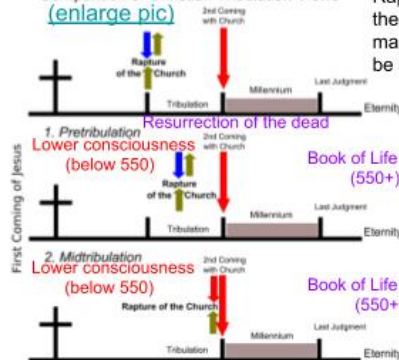 (enlarge pic)
2nd Coming
with Church
Rapture
of the Church
Last Judgment
Millennium
Tribulation
Eternity
Resurrection of the dead
1. Pretribulation
2nd Coming
with Church
Lower consciousness
(below 550)
Book of Life
(550+)
Rapture
of the Church
Last Judgment
Millennium
Tribulation
Eternity
First Coming of Jesus
2. Midtribulation
2nd Coming
with Church
Lower consciousness
(below 550)
Book of Life
(550+
Rapture of the Church
Last Judgment
Millennium
Tribulation
Eternity
the
ma
be